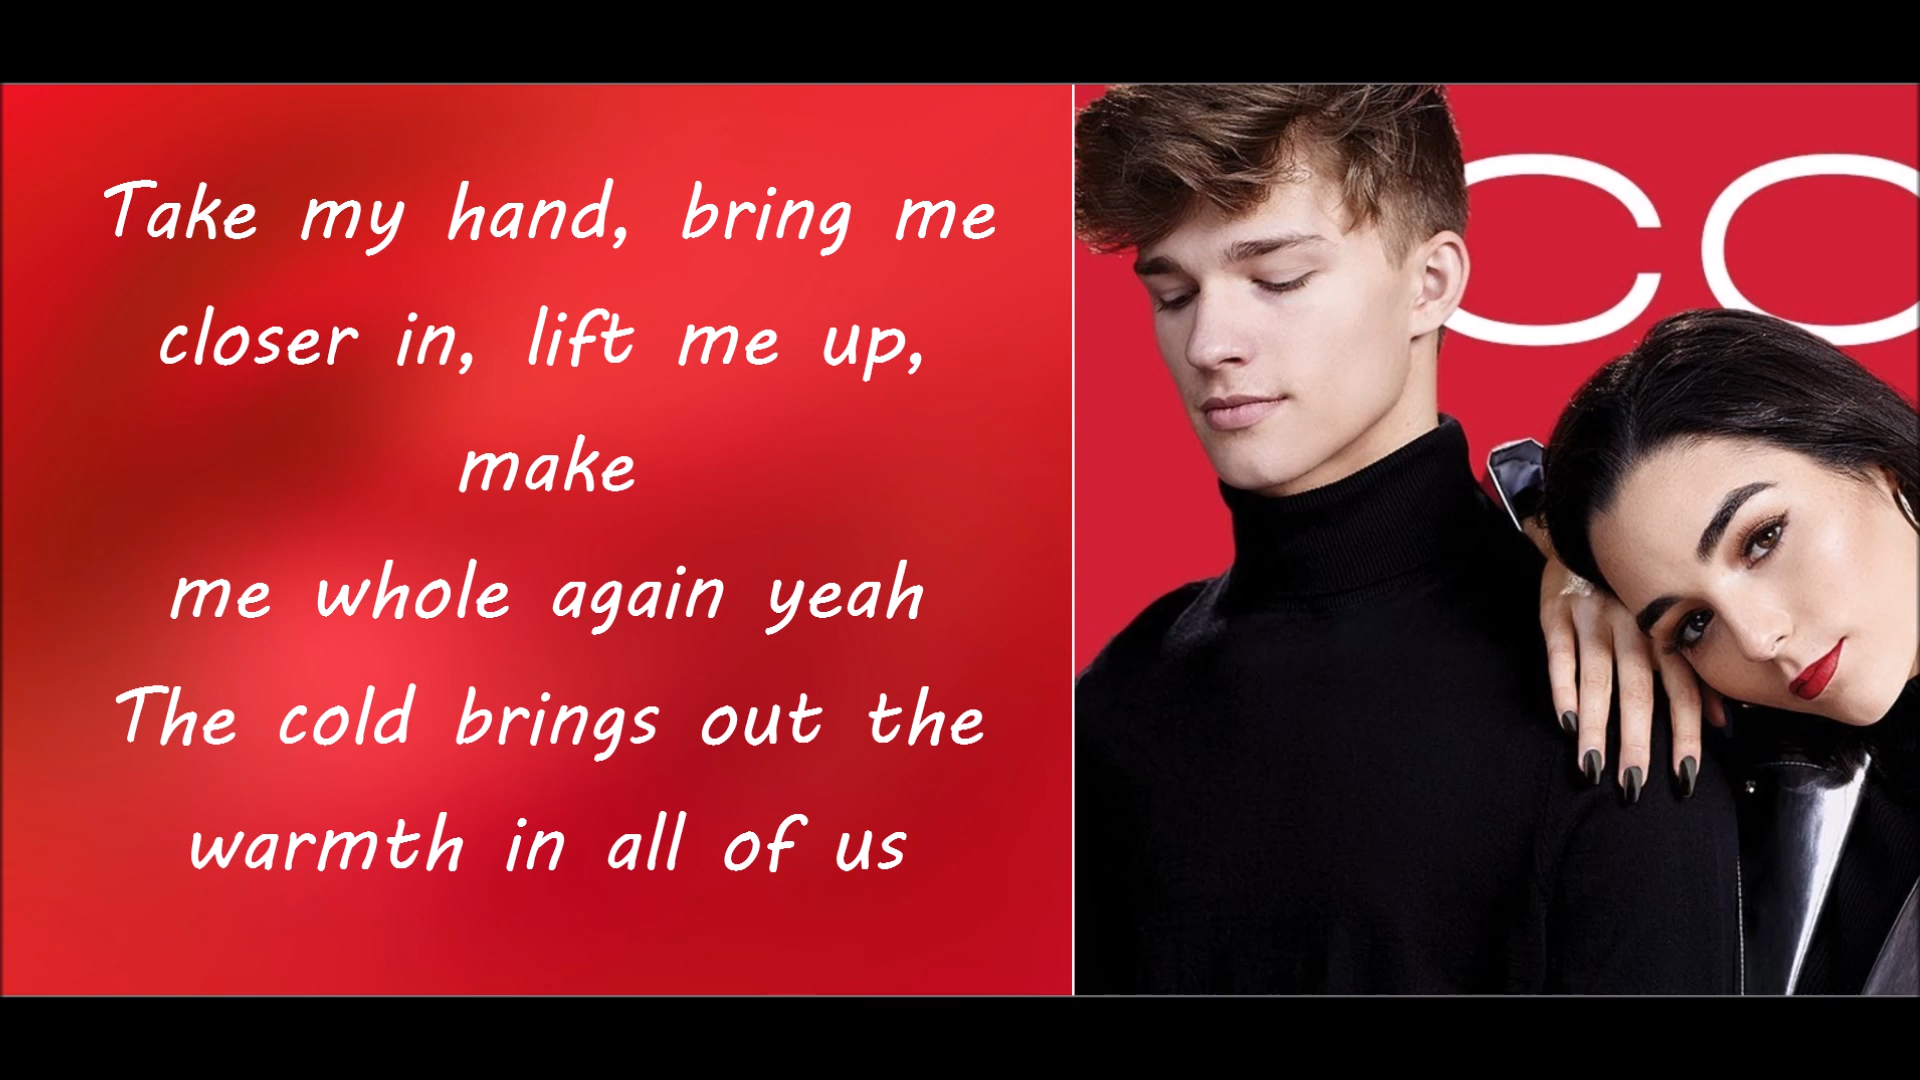 Take my hand, bring me
closer in, lift me up,
make
me whole again yeah
The cold brings out the
warmth in all of us
CO